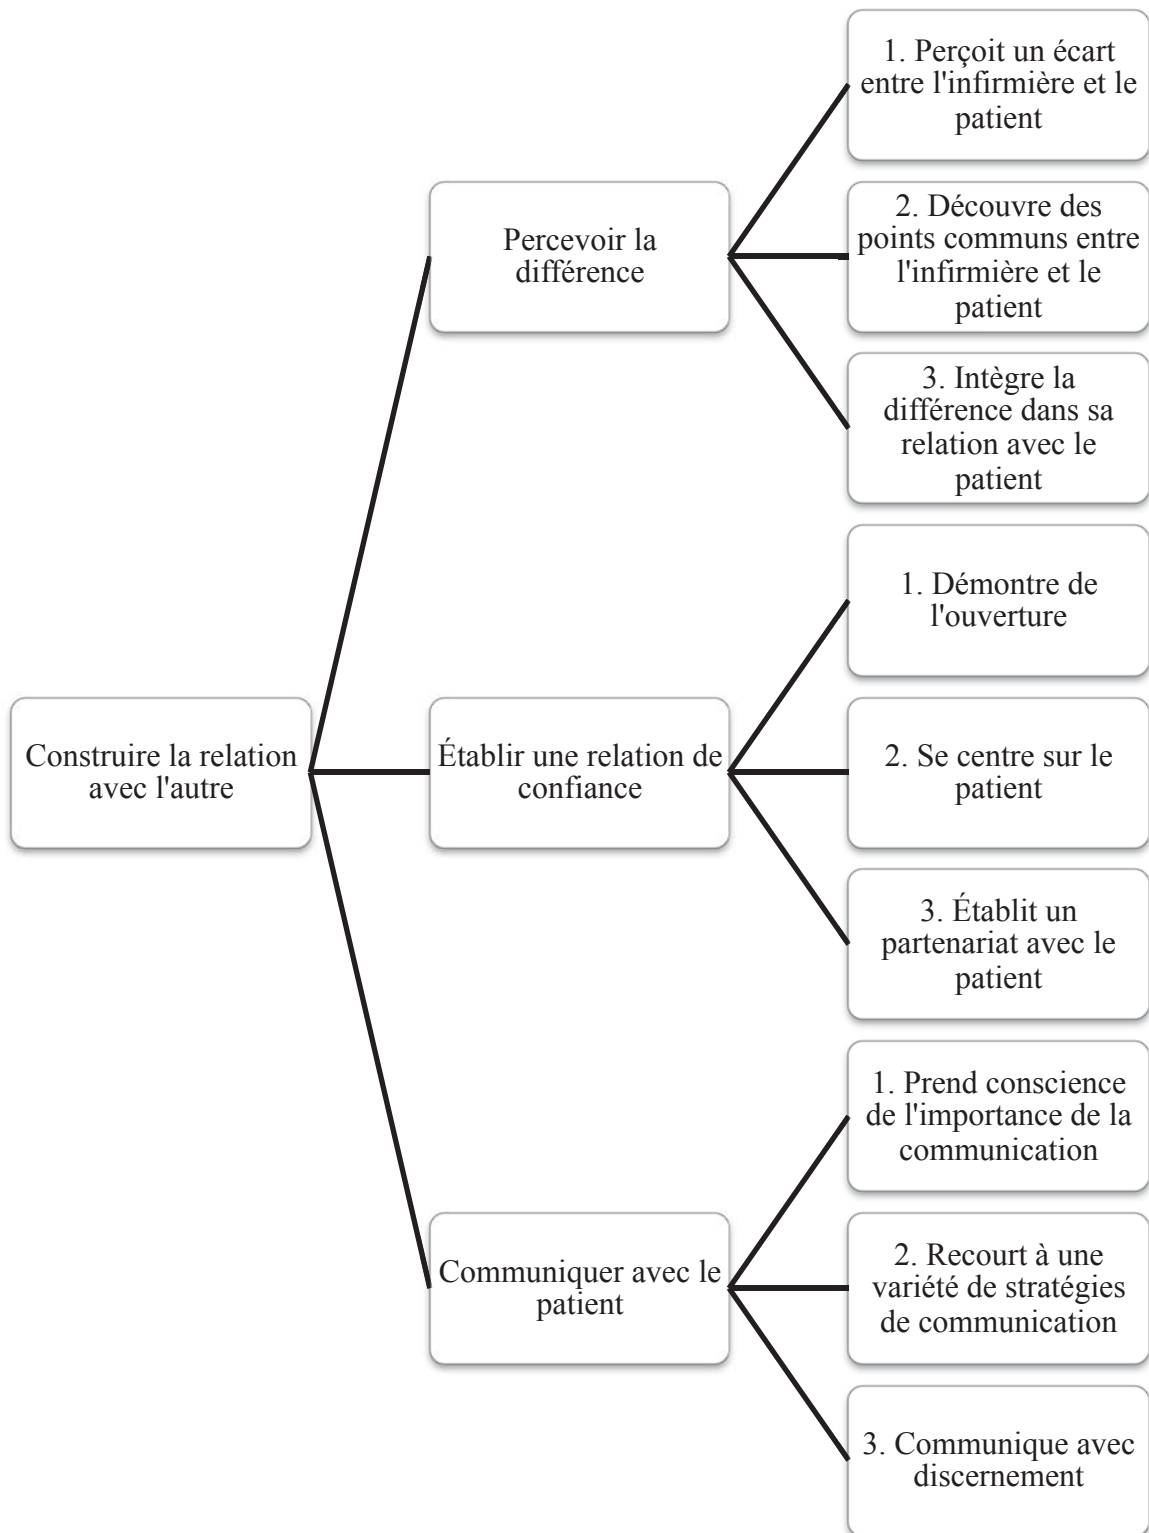 Construire la relation
avec l'autre
Percevoir la
différence
1. Perçoit un écart
entre l'infirmière et le
patient
2. Découvre des
points communs entre
l'infirmière et le
patient
3. Intègre la
différence dans sa
relation avec le
patient
Établir une relation de
confiance
1. Démontre de
l'ouverture
2. Se centre sur le
patient
3. Établit un
partenariat avec le
patient
Communiquer avec le
patient
1. Prend conscience
de l'importance de la
communication
2. Recourt à une
variété de stratégies
de communication
3. Communique avec
discernement